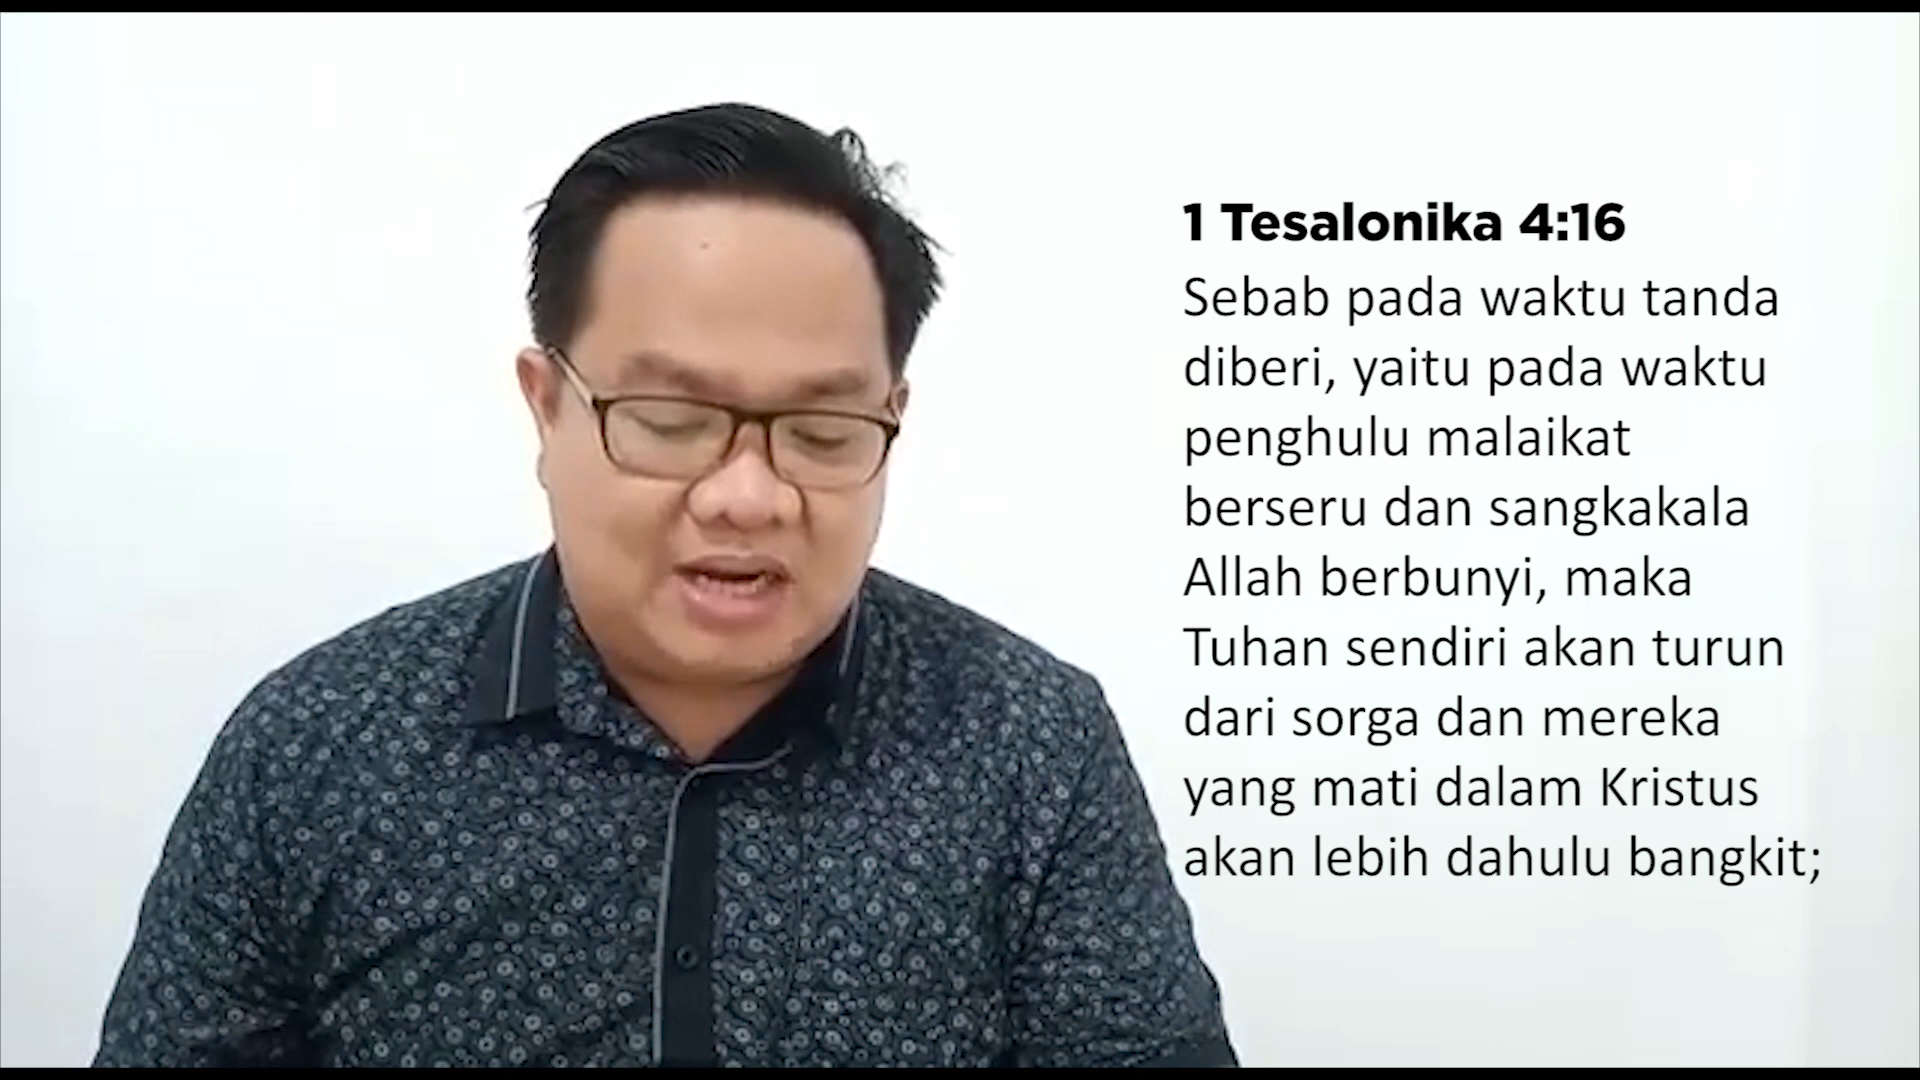 1 Tesalonika 4:16
Sebab pada waktu tanda
diberi, yaitu pada waktu
penghulu malaikat
berseru dan sangkakala
Allah berbunyi, maka
Tuhan sendiri akan turun
dari sorga dan mereka
yang mati dalam Kristus
akan lebih dahulu bangkit;